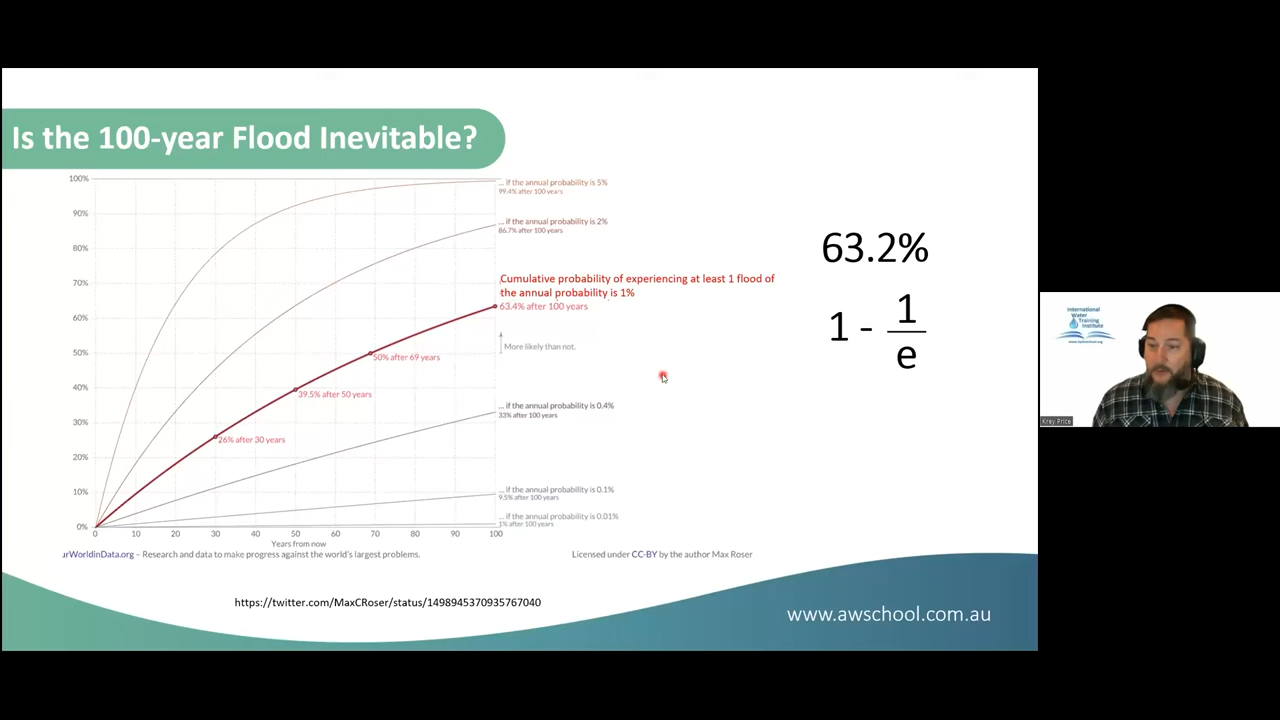 Is the 100-year Flood Inevitable?
100%
90%
80%
70%
60%
50%
40%
30%
20%
10%
0%
0
10
20
30
40
50
60
70
80
90
100
Years from now
... if the annual probability is 5%
99.4% after 100 years
... if the annual probability is 2%
86.7% after 100 years
Cumulative probability of experiencing at least 1 flood of
the annual probability is 1%
63.4% after 100 years
More likely than not.
50% after 69 years
39.5% after 50 years
26% after 30 years
... if the annual probability is 0.4%
33% after 100 years
... if the annual probability is 0.1%
9.5% after 100 years
... if the annual probability is 0.01%
1% after 100 years
urWorldinData.org – Research and data to make progress against the world's largest problems.
Licensed under CC-BY by the author Max Roser
https://twitter.com/MaxCRoser/status/1498945370935767040
63.2%
1 - 1
e
www.awschool.com.au
International
Water
Training
Institute
Krey Price